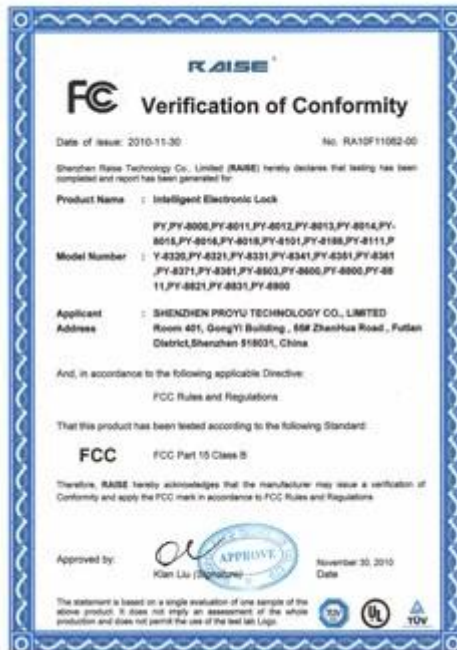 RAISE
FC
Verification of Conformity
Date of issue: 2010-11-30
No. RA10F11062-00
Shenzhen Raise Technology Co., Limited (RAISE) hereby declares that testing has been
completed and report has been generated for:
Product Name : Intelligent Electronic Lock
PY,PY-8000,PY-8011,PY-8012,PY-8013,PY-8014,PY-
8015,PY-8016,PY-8018,PY-8101,PY-8188,PY-8111,P
Model Number : Y-8320,PY-8321,PY-8331,PY-8341,PY-8351,PY-8361
,PY-8371,PY-8381,PY-8503,PY-8600,PY-8800,PY-88
11,PY-8821,PY-8831,PY-8900
Applicant : SHENZHEN PROYU TECHNOLOGY CO., LIMITED
Address Room 401, GongYi Building , Road , Futian
District,Shenzhen 518031, China
And, in accordance to the following applicable Directive:
FCC Rules and Regulations
That this product has been tested according to the following Standard:
FCC FCC Part 15 Class B
Therefore, RAISE hereby acknowledges that the manufacturer may issue a verification of
Conformity and apply the FCC mark in accordance to FCC Rules and Regulations
Approved by:
APPROVE
Kian Liu (Signature)
November 30, 2010
Date
The statement is based on a single evaluation of one sample of the
above product. It does not imply an assessment of the whole
production and does not permit the use of the test lab Logo.
TUV
UL
TÜV